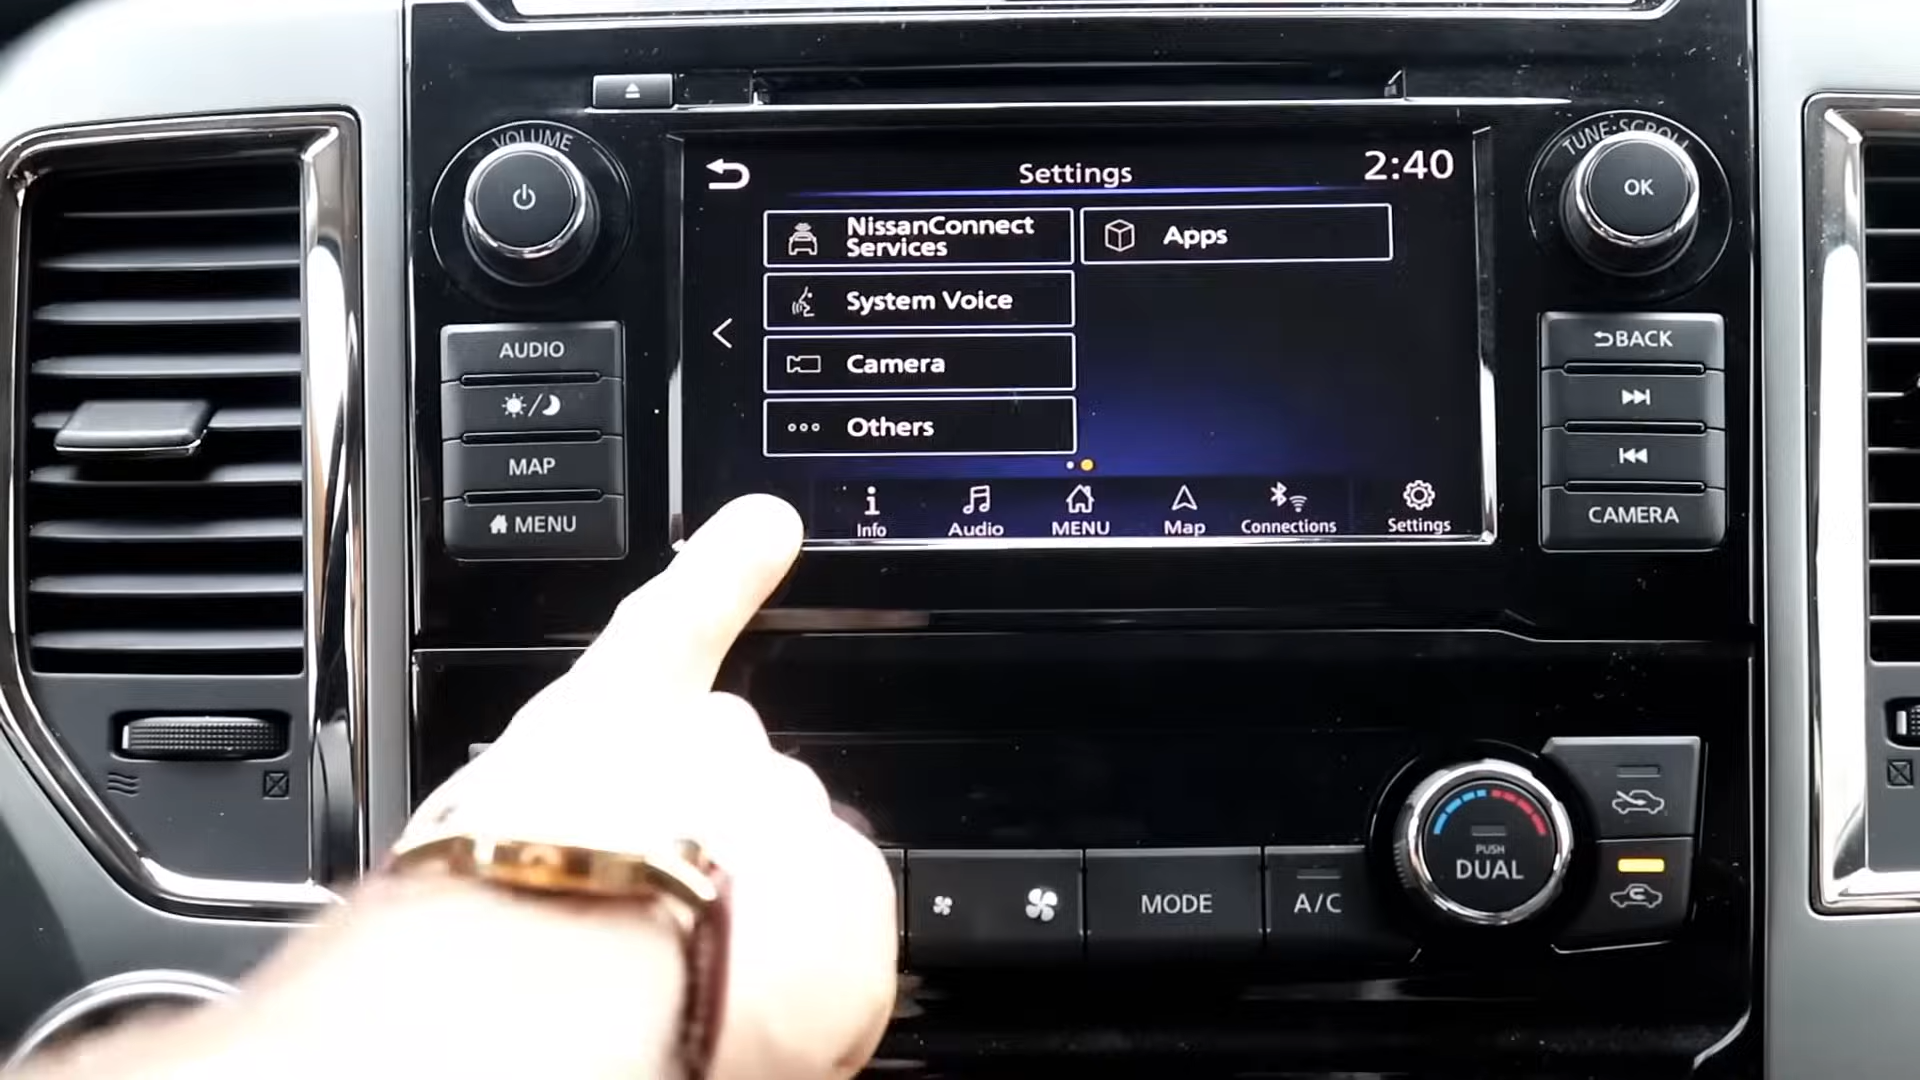 VOLUME
TUNE·SCROLL
OK
Settings
2:40
NissanConnect
Services
Apps
System Voice
Camera
Others
AUDIO
MAP
MENU
BACK
CAMERA
Info
Audio
MENU
Map
Connections
Settings
PUSH
DUAL
MODE
A/C